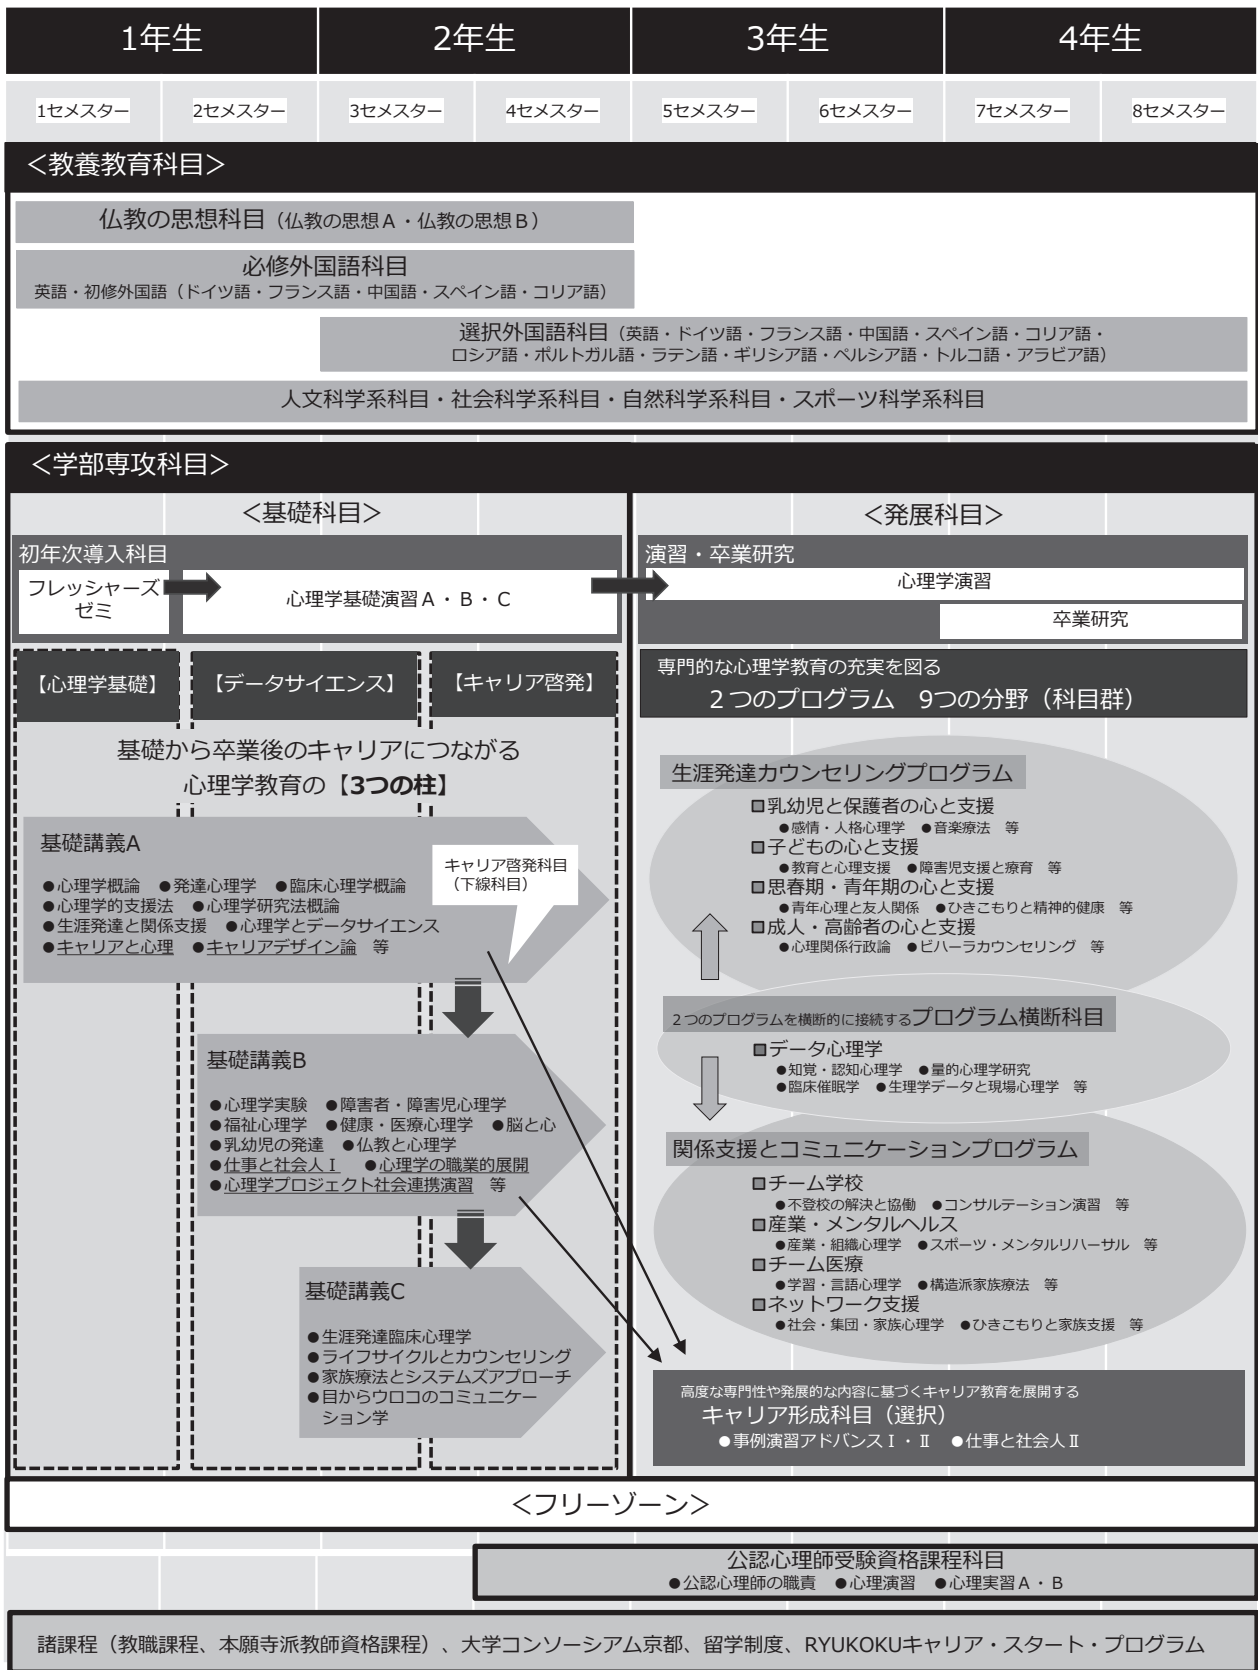 1年生
2年生
3年生
4年生
1セメスター
2セメスター
3セメスター
4セメスター
5セメスター
6セメスター
7セメスター
8セメスター
＜教養教育科目＞
仏教の思想科目（仏教の思想Ａ・仏教の思想Ｂ）
必修外国語科目
英語・初修外国語（ドイツ語・フランス語・中国語・スペイン語・コリア語）
選択外国語科目（英語・ドイツ語・フランス語・中国語・スペイン語・コリア語・
ロシア語・ポルトガル語・ラテン語・ギリシア語・ペルシア語・トルコ語・アラビア語）
人文科学系科目・社会科学系科目・自然科学系科目・スポーツ科学系科目
＜学部専攻科目＞
＜基礎科目＞
初年次導入科目
フレッシャーズ
ゼミ
心理学基礎演習Ａ・Ｂ・Ｃ
【心理学基礎】
【データサイエンス】
【キャリア啓発】
基礎から卒業後のキャリアにつながる
心理学教育の【3つの柱】
基礎講義A
●心理学概論 ●発達心理学 ●臨床心理学概論
●心理学的支援法 ●心理学研究法概論
●生涯発達と関係支援 ●心理学とデータサイエンス
●キャリアと心理 ●キャリアデザイン論 等
キャリア啓発科目
（下線科目）
基礎講義B
●心理学実験 ●障害者・障害児心理学
●福祉心理学 ●健康・医療心理学 ●脳と心
●乳幼児の発達 ●仏教と心理学
●仕事と社会人Ⅰ ●心理学の職業的展開
●心理学プロジェクト社会連携演習 等
基礎講義C
●生涯発達臨床心理学
●ライフサイクルとカウンセリング
●家族療法とシステムズアプローチ
●目からウロコのコミュニケー
ション学
＜発展科目＞
演習・卒業研究
心理学演習
卒業研究
専門的な心理学教育の充実を図る
２つのプログラム 9つの分野（科目群）
生涯発達カウンセリングプログラム
■乳幼児と保護者の心と支援
●感情・人格心理学 ●音楽療法 等
■子どもの心と支援
●教育と心理支援 ●障害児支援と療育 等
■思春期・青年期の心と支援
●青年心理と友人関係 ●ひきこもりと精神的健康 等
■成人・高齢者の心と支援
●心理関係行政論 ●ビハーラカウンセリング 等
２つのプログラムを横断的に接続するプログラム横断科目
■データ心理学
●知覚・認知心理学 ●量的心理学研究
●臨床催眠学 ●生理学データと現場心理学 等
関係支援とコミュニケーションプログラム
■チーム学校
●不登校の解決と協働 ●コンサルテーション演習 等
■産業・メンタルヘルス
●産業・組織心理学 ●スポーツ・メンタルリハーサル 等
■チーム医療
●学習・言語心理学 ●構造派家族療法 等
■ネットワーク支援
●社会・集団・家族心理学 ●ひきこもりと家族支援 等
高度な専門性や発展的な内容に基づくキャリア教育を展開する
キャリア形成科目（選択）
●事例演習アドバンスⅠ・Ⅱ ●仕事と社会人Ⅱ
＜フリーゾーン＞
公認心理師受験資格課程科目
●公認心理師の職責 ●心理演習 ●心理実習Ａ・Ｂ
諸課程（教職課程、本願寺派教師資格課程）、大学コンソーシアム京都、留学制度、RYUKOKUキャリア・スタート・プログラム